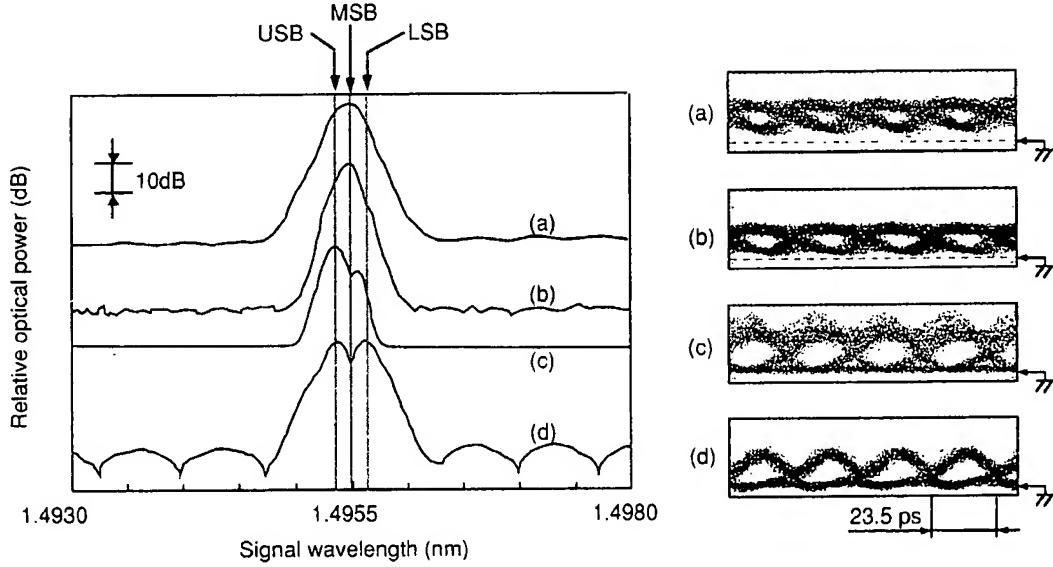 MSB
USB
LSB
10dB
Relative optical power (dB)
(a)
(b)
(c)
(d)
1.4930
1.4955
1.4980
Signal wavelength (nm)
(a)
(b)
(c)
(d)
23.5 ps